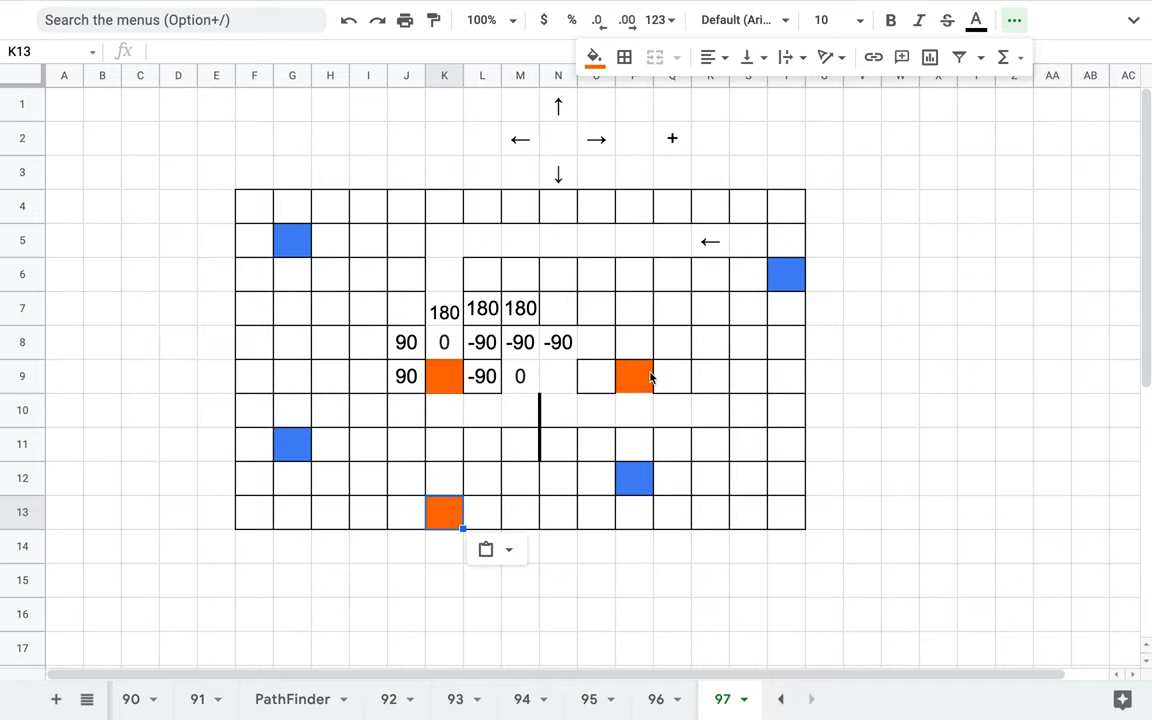 Search the menus (Option+/) 100% $ % .0 .00 123 Default (Ari... 10 B I S A
K13 fx
A B C D E F G H I J K L M N O P Q R S T U V W X Y Z AA AB AC
1 ↑
2 ← → +
3 ↓
4
5 ←
6
7 180 180 180
8 90 0 -90 -90 -90
9 90 -90 0
10
11
12
13
14
15
16
17
90 91 PathFinder 92 93 94 95 96 97